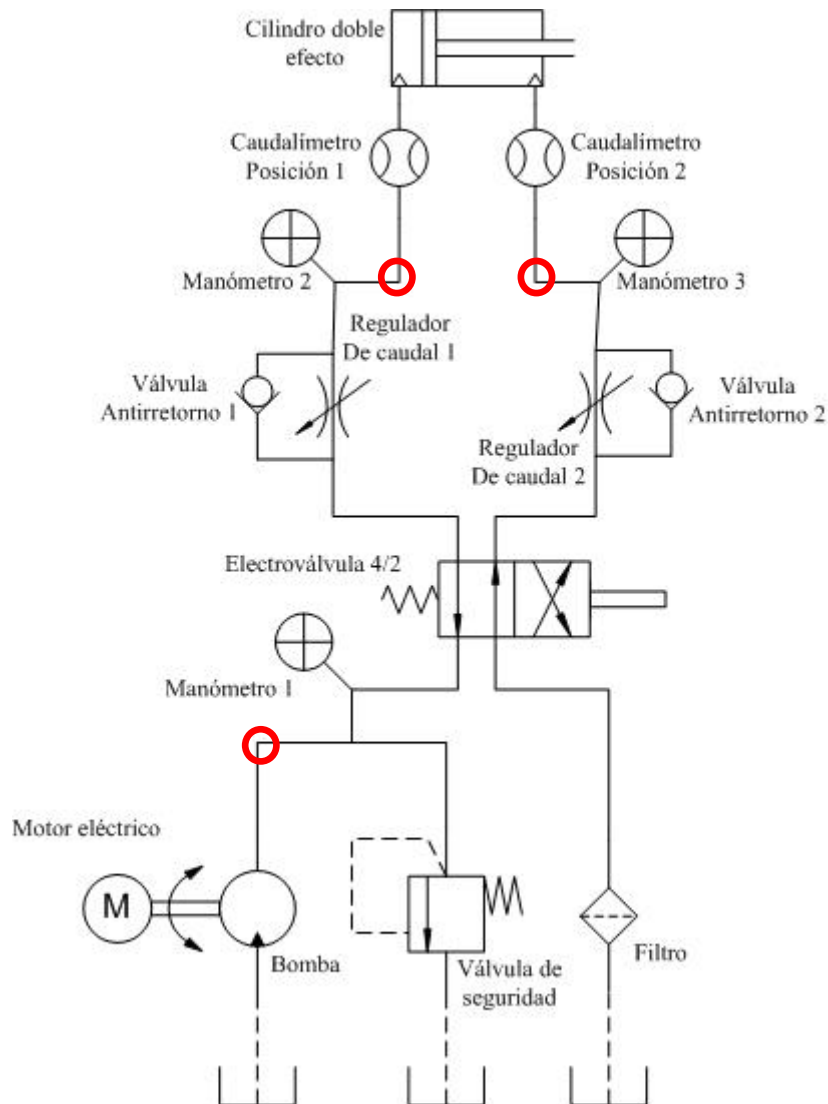 Cilindro doble
efecto
Caudalímetro
Posición 1
Caudalímetro
Posición 2
Manómetro 2
Manómetro 3
Regulador
De caudal 1
Válvula
Antirretorno 1
Válvula
Antirretorno 2
Regulador
De caudal 2
Electroválvula 4/2
Manómetro 1
Motor eléctrico
M
Bomba
Válvula de
seguridad
Filtro